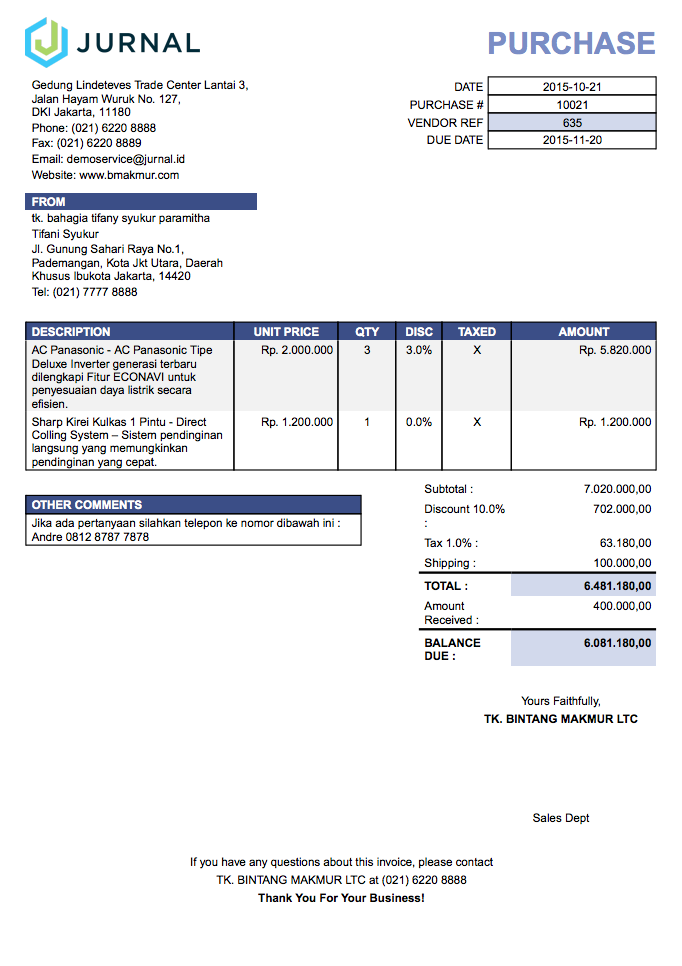 JURNAL
PURCHASE
Gedung Lindeteves Trade Center Lantai 3,
Jalan Hayam Wuruk No. 127,
DKI Jakarta, 11180
Phone: (021) 6220 8888
Fax: (021) 6220 8889
Email: demoservice@jurnal.id
Website: www.bmakmur.com
DATE 2015-10-21
PURCHASE # 10021
VENDOR REF 635
DUE DATE 2015-11-20
FROM
tk. bahagia tifany syukur paramitha
Tifani Syukur
Jl. Gunung Sahari Raya No.1,
Pademangan, Kota Jkt Utara, Daerah
Khusus Ibukota Jakarta, 14420
Tel: (021) 7777 8888
DESCRIPTION UNIT PRICE QTY DISC TAXED AMOUNT
AC Panasonic - AC Panasonic Tipe Rp. 2.000.000 3 3.0% X Rp. 5.820.000
Deluxe Inverter generasi terbaru
dilengkapi Fitur ECONAVI untuk
penyesuaian daya listrik secara
efisien.
Sharp Kirei Kulkas 1 Pintu - Direct Rp. 1.200.000 1 0.0% X Rp. 1.200.000
Colling System – Sistem pendinginan
langsung yang memungkinkan
pendinginan yang cepat.
OTHER COMMENTS
Jika ada pertanyaan silahkan telepon ke nomor dibawah ini :
Andre 0812 8787 7878
Subtotal : 7.020.000,00
Discount 10.0% 702.000,00
:
Tax 1.0% : 63.180,00
Shipping : 100.000,00
TOTAL : 6.481.180,00
Amount 400.000,00
Received :
BALANCE 6.081.180,00
DUE :
Yours Faithfully,
TK. BINTANG MAKMUR LTC
Sales Dept
If you have any questions about this invoice, please contact
TK. BINTANG MAKMUR LTC at (021) 6220 8888
Thank You For Your Business!